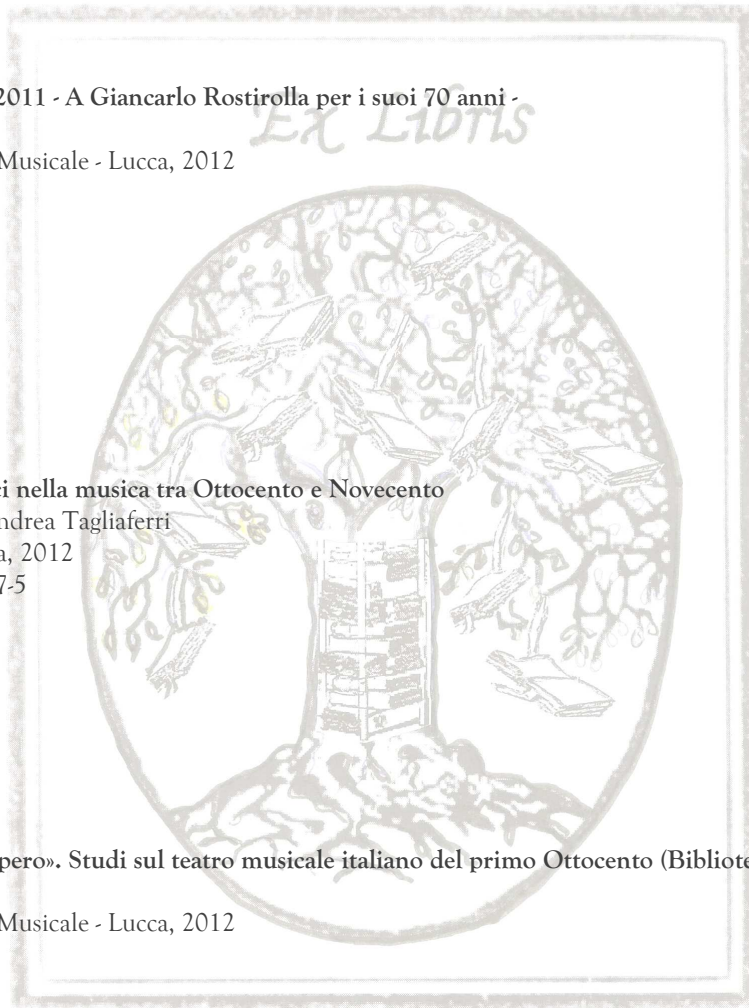 2011 - A Giancarlo Rostirolla per i suoi 70 anni -
Ex Libris
Musicale - Lucca, 2012
ci nella musica tra Ottocento e Novecento
ndrea Tagliaferri
a, 2012
7-5
pero». Studi sul teatro musicale italiano del primo Ottocento (Bibliote
Musicale - Lucca, 2012